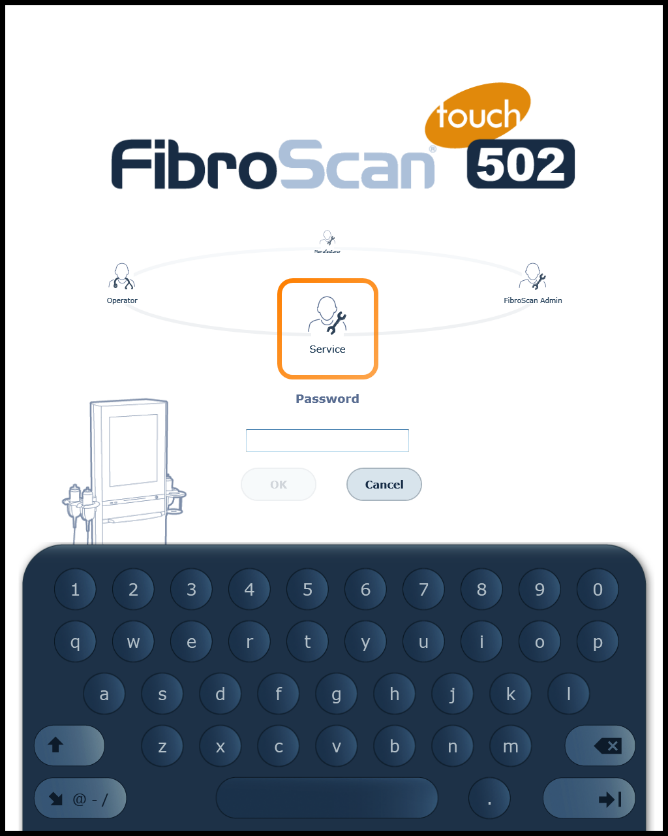 touch
FibroScan® 502
Manufacturer
Operator
FibroScan Admin
Service
Password
OK
Cancel
1 2 3 4 5 6 7 8 9 0
q w e r t y u i o p
a s d f g h j k l
z x c v b n m
@ - / .